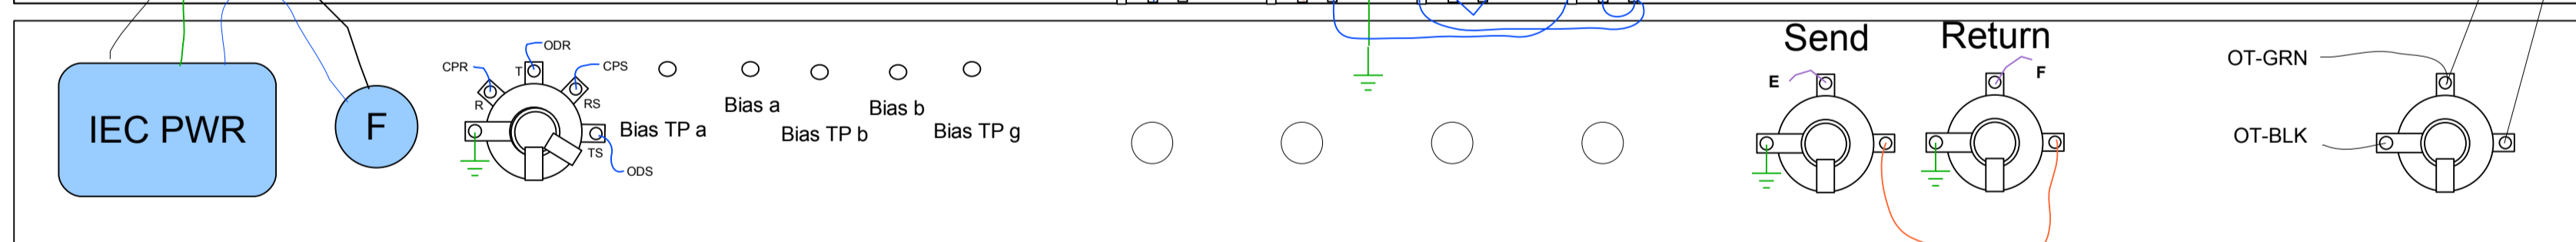 IEC PWR
F
ODR
CPR
T
CPS
R
RS
TS
ODS
Bias TP a
Bias a
Bias TP b
Bias b
Bias TP g
Send
Return
E
F
OT-GRN
OT-BLK